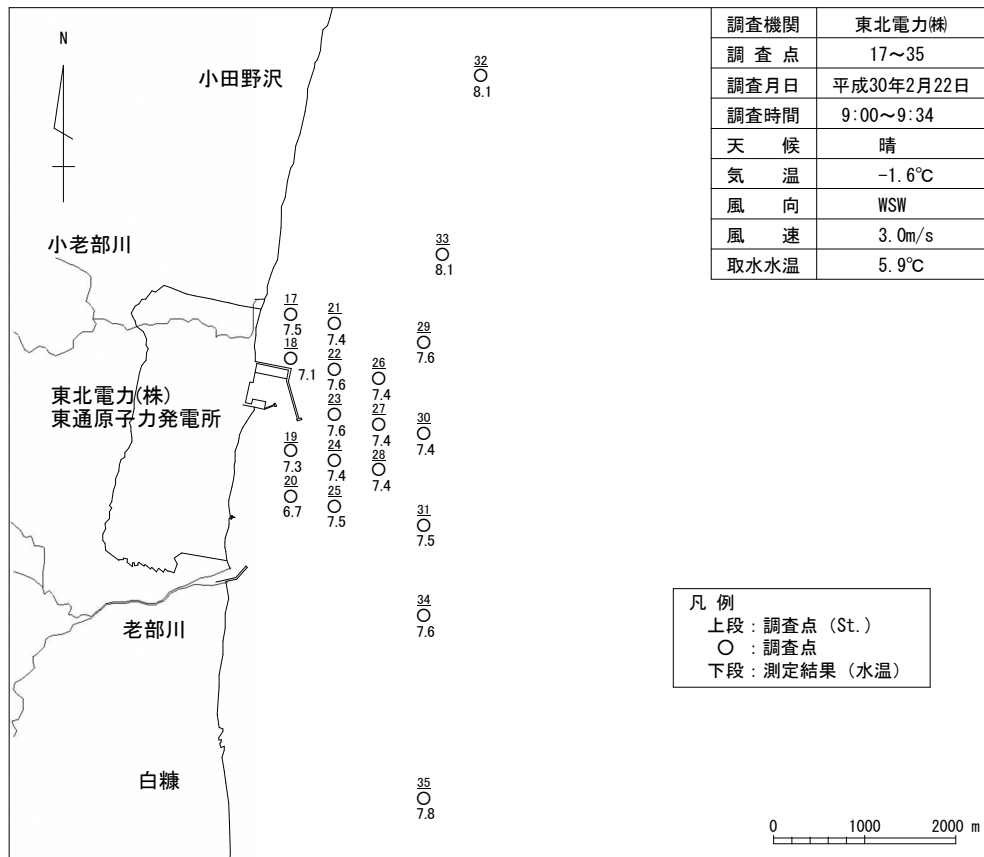 調査機関 東北電力㈱
調査点 17～35
調査月日 平成30年2月22日
調査時間 9:00～9:34
天候 晴
気温 -1.6℃
風向 WSW
風速 3.0m/s
取水水温 5.9℃
N
小田野沢
32
8.1
小老部川
33
8.1
17
7.5
21
7.4
29
7.6
18
7.1
22
7.6
26
7.4
東北電力(株)
東通原子力発電所
23
7.6
27
7.4
30
7.4
19
7.3
24
7.4
28
7.4
20
6.7
25
7.5
31
7.5
34
7.6
老部川
凡 例
上段：調査点（St.）
○ ：調査点
下段：測定結果（水温）
白糠
35
7.8
0 1000 2000 m